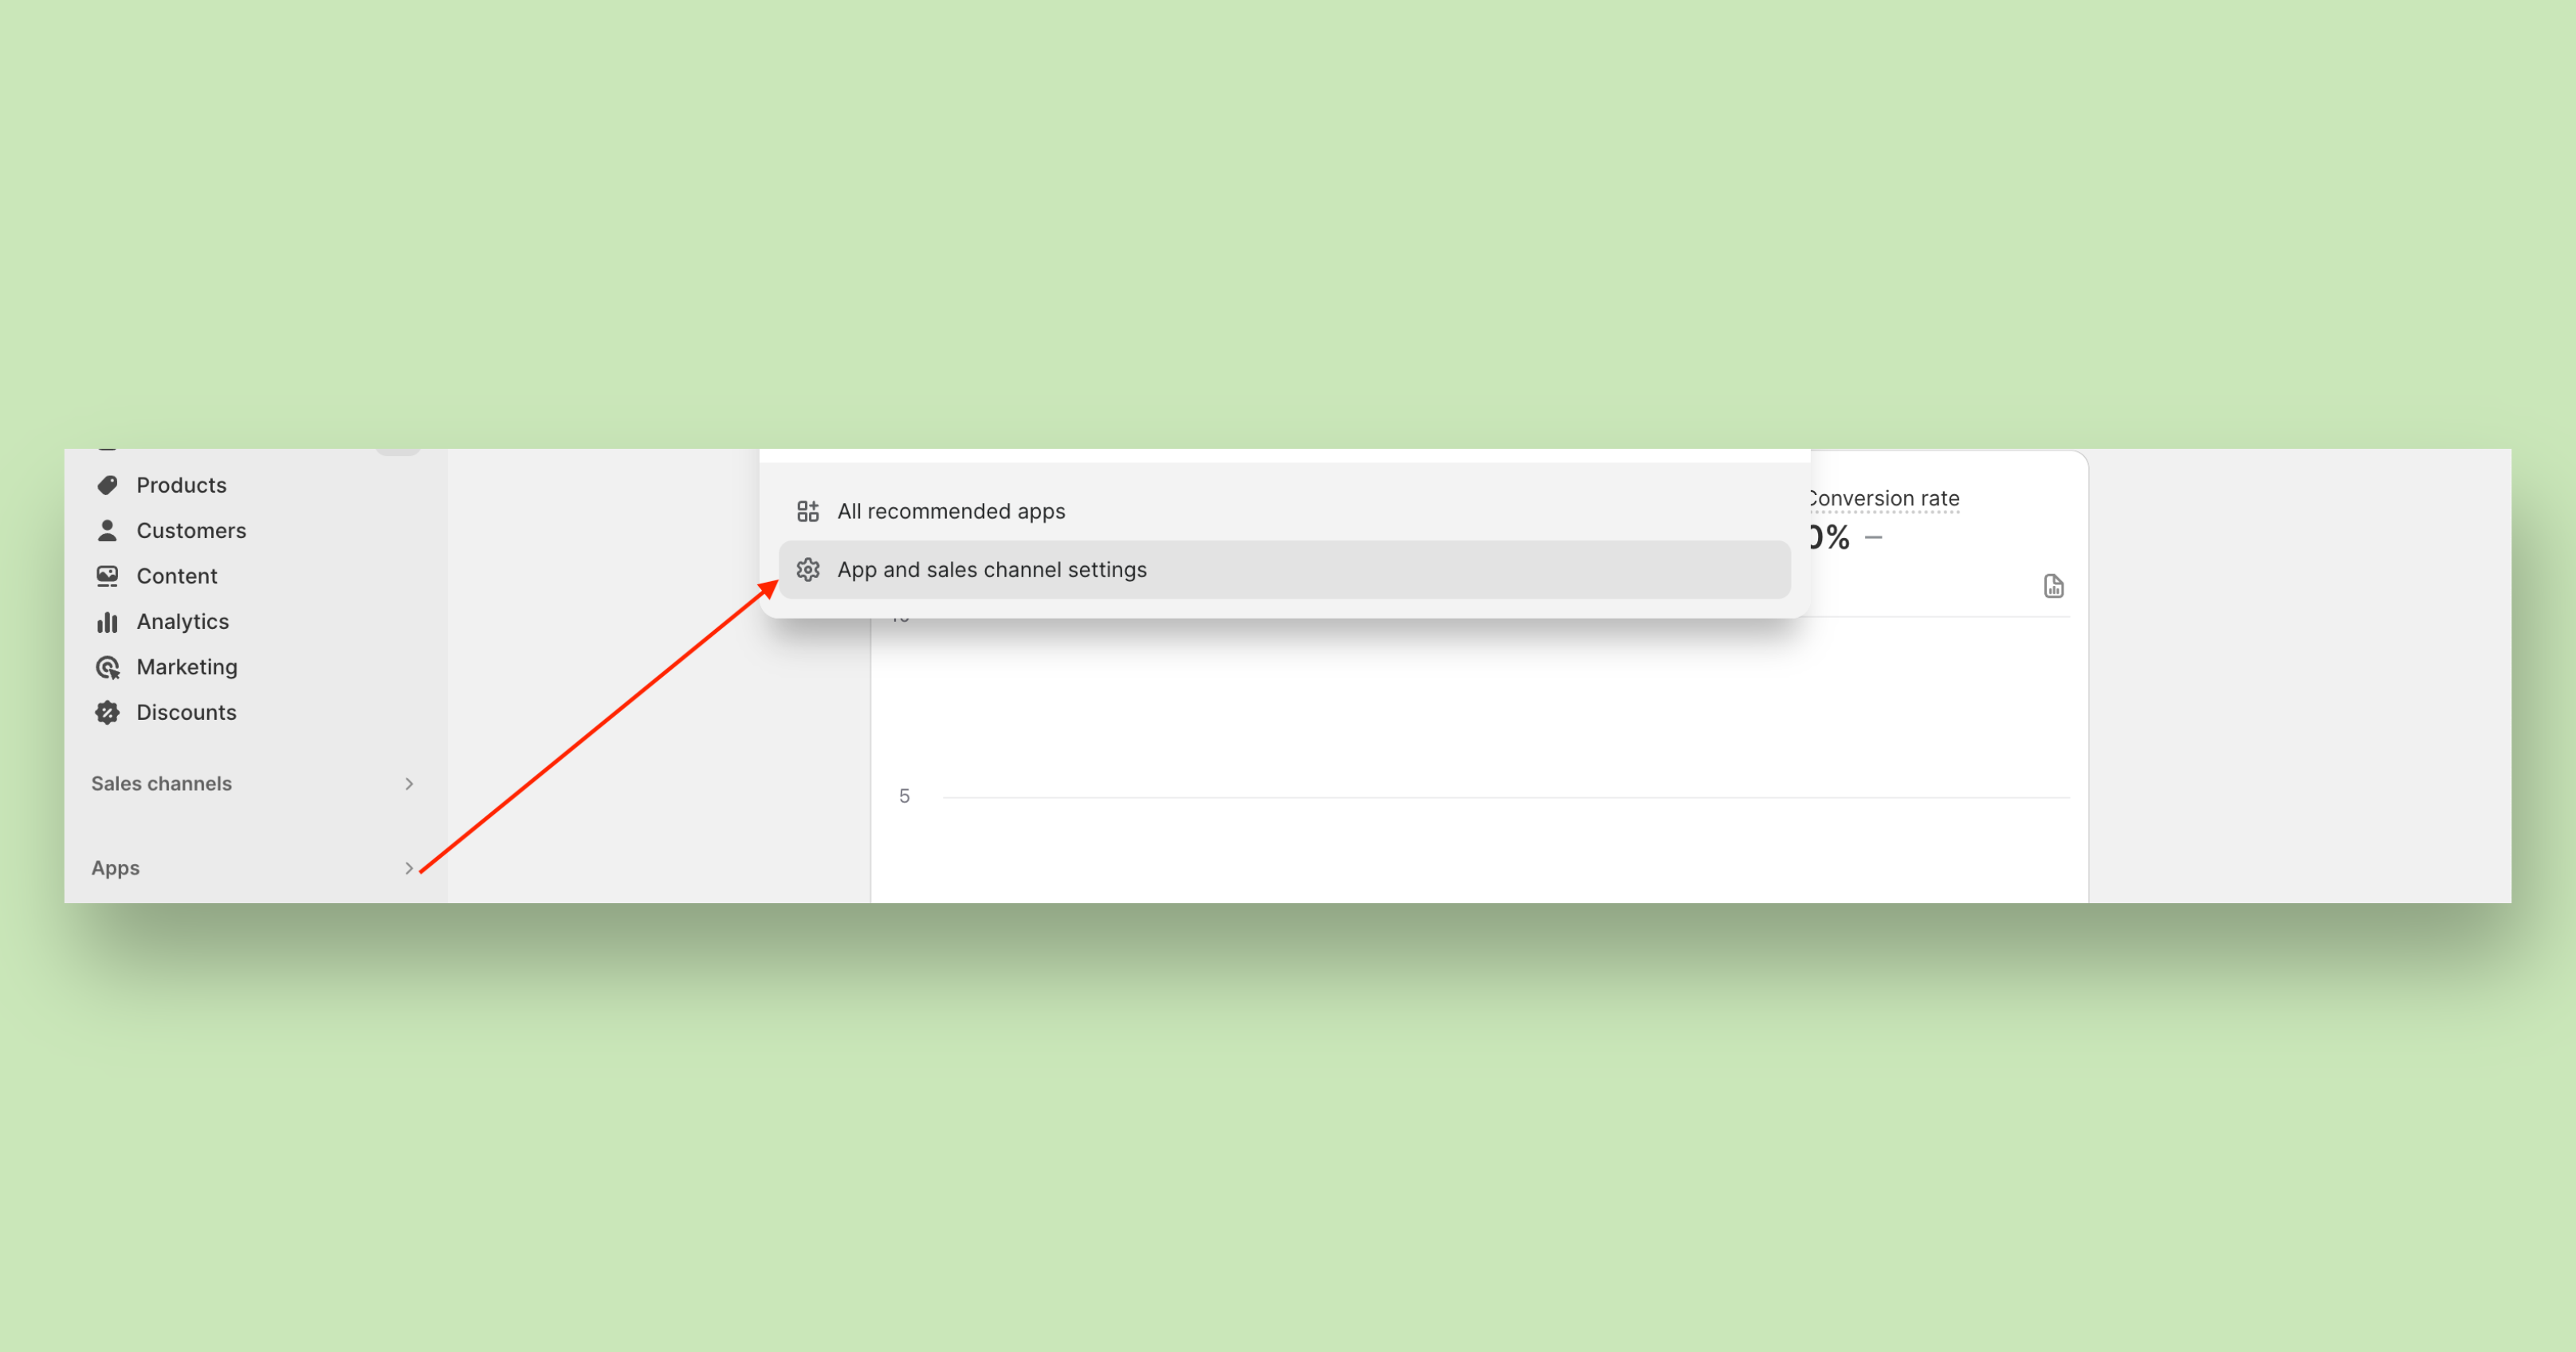 Products
Customers
Content
Analytics
Marketing
Discounts
Sales channels
Apps
All recommended apps
App and sales channel settings
Conversion rate
0% —
5